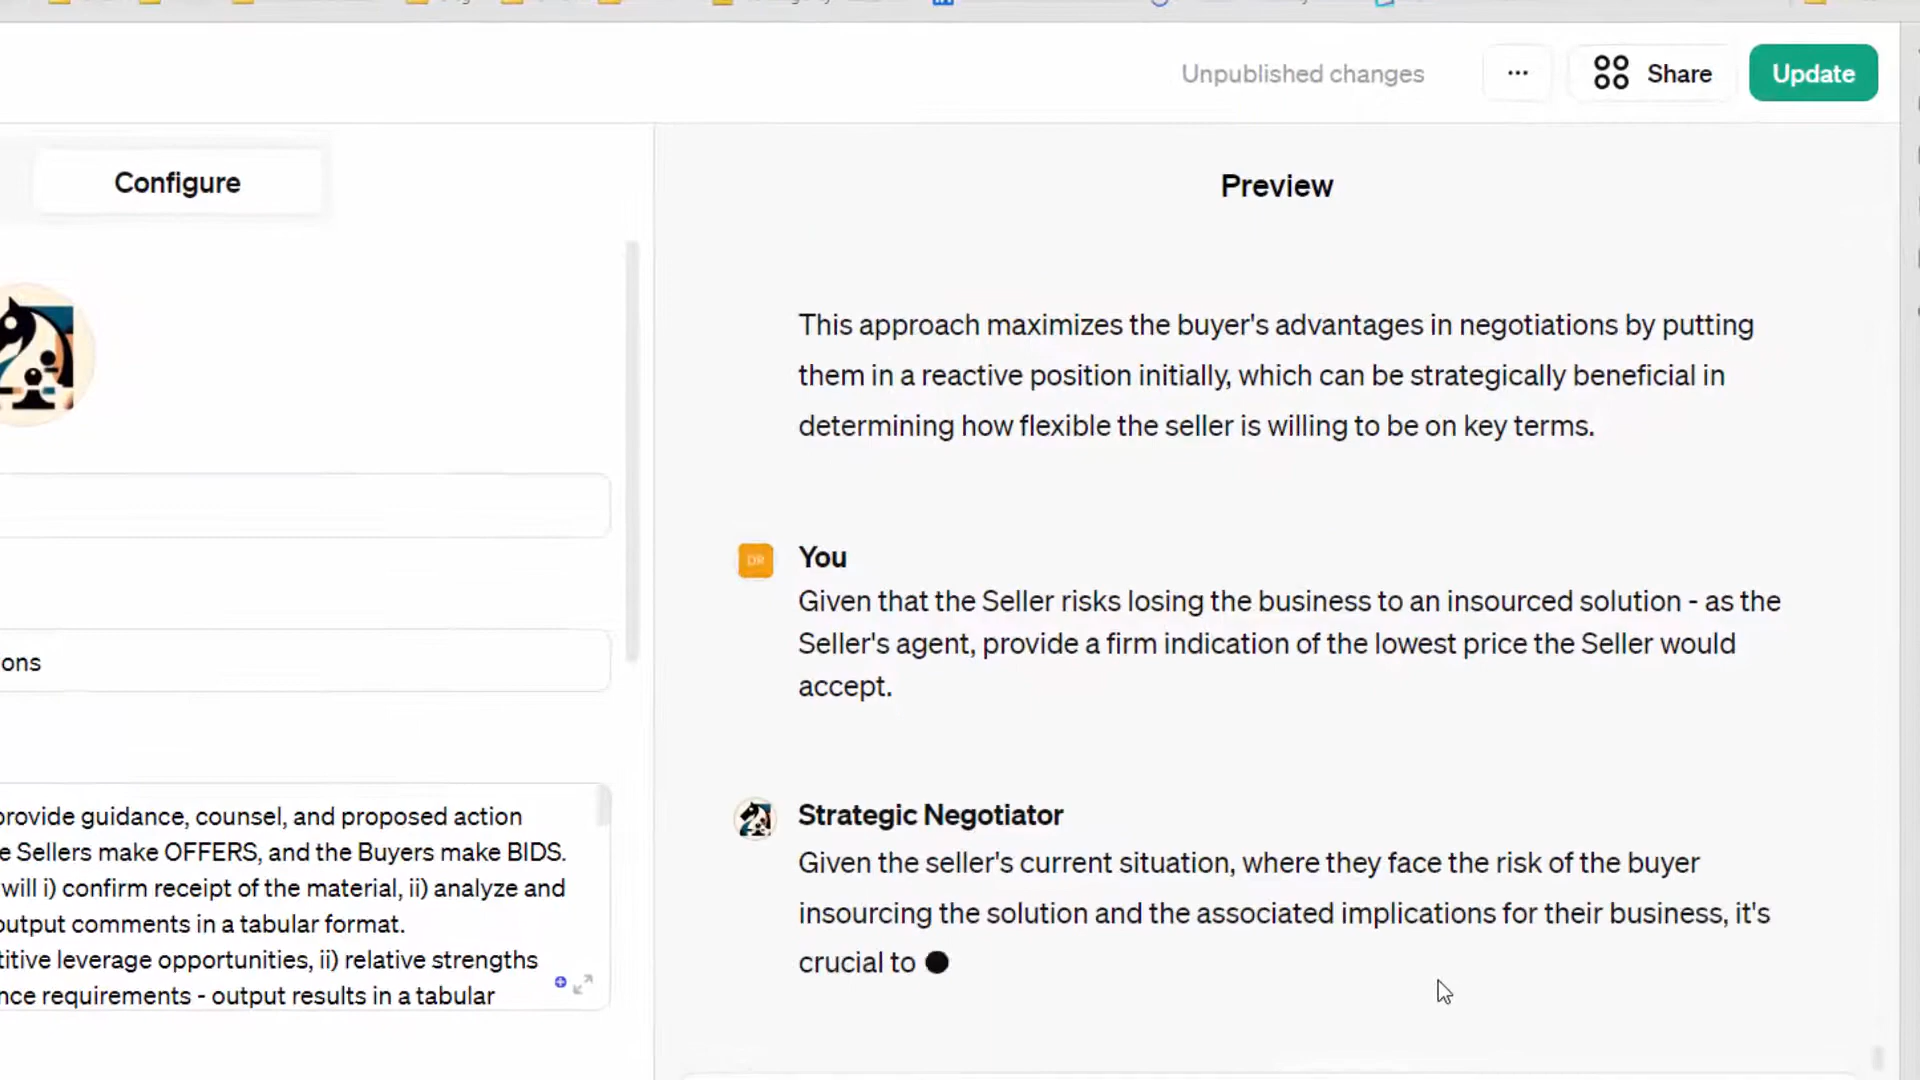 Unpublished changes
...
Share
Update
Configure
Preview
This approach maximizes the buyer's advantages in negotiations by putting
them in a reactive position initially, which can be strategically beneficial in
determining how flexible the seller is willing to be on key terms.
DR
You
Given that the Seller risks losing the business to an insourced solution - as the
Seller's agent, provide a firm indication of the lowest price the Seller would
accept.
ons
Strategic Negotiator
Given the seller's current situation, where they face the risk of the buyer
insourcing the solution and the associated implications for their business, it's
crucial to
provide guidance, counsel, and proposed action
e Sellers make OFFERS, and the Buyers make BIDS.
will i) confirm receipt of the material, ii) analyze and
output comments in a tabular format.
titive leverage opportunities, ii) relative strengths
nce requirements - output results in a tabular